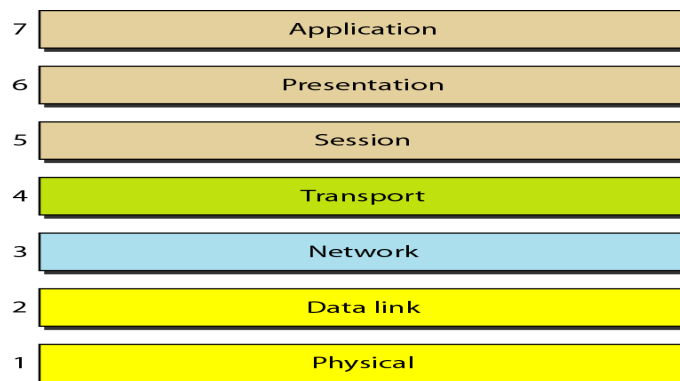 7 Application
6 Presentation
5 Session
4 Transport
3 Network
2 Data link
1 Physical